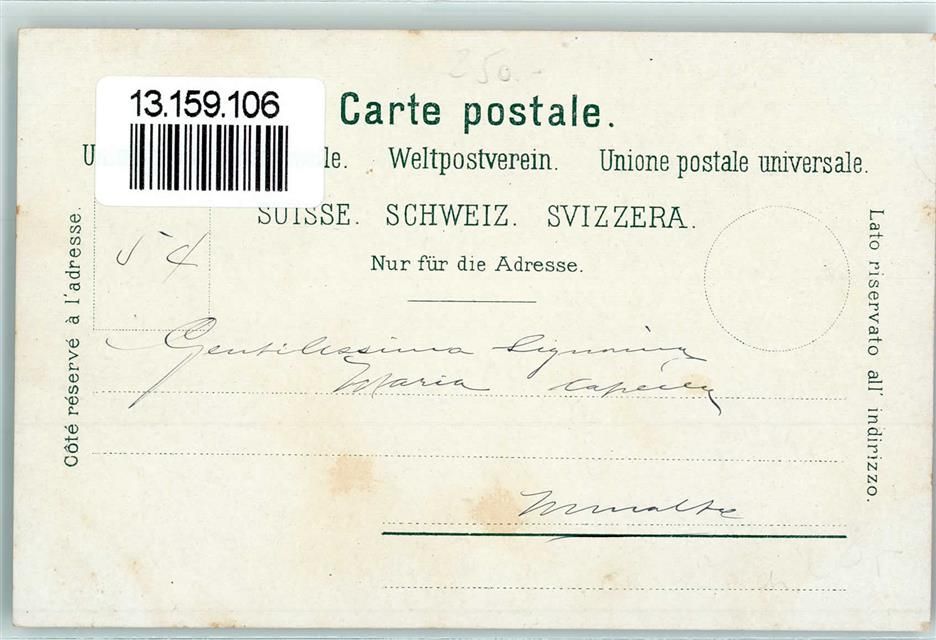 250.-
13.159.106
Carte postale.
le. Weltpostverein. Unione postale universale.
SUISSE. SCHWEIZ. SVIZZERA.
Nur für die Adresse.
Côté réservé à l'adresse.
Lato riservato all' indirizzo.
54
Gentilissima Signorina
Maria